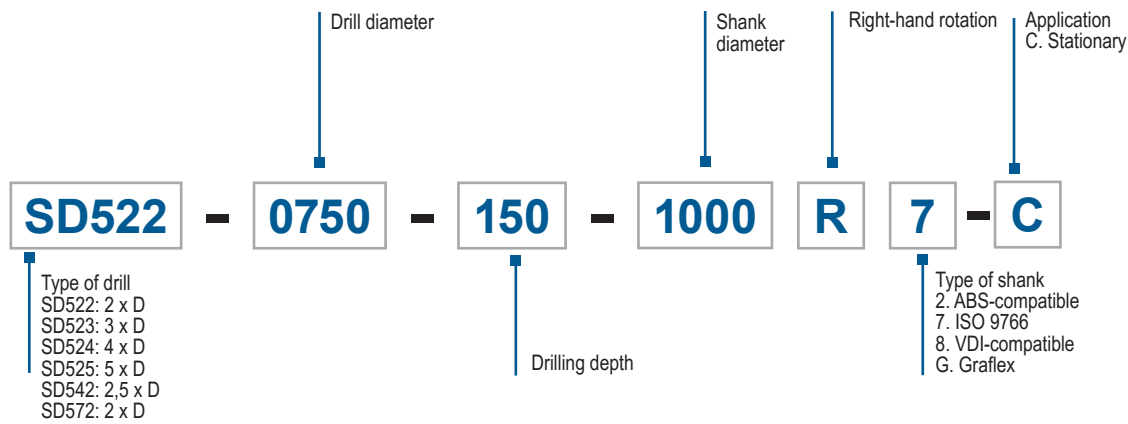 Drill diameter
Shank
diameter
Right-hand rotation
Application
C. Stationary
SD522 - 0750 - 150 - 1000 R 7 - C
Type of drill
SD522: 2 x D
SD523: 3 x D
SD524: 4 x D
SD525: 5 x D
SD542: 2,5 x D
SD572: 2 x D
Drilling depth
Type of shank
2. ABS-compatible
7. ISO 9766
8. VDI-compatible
G. Graflex